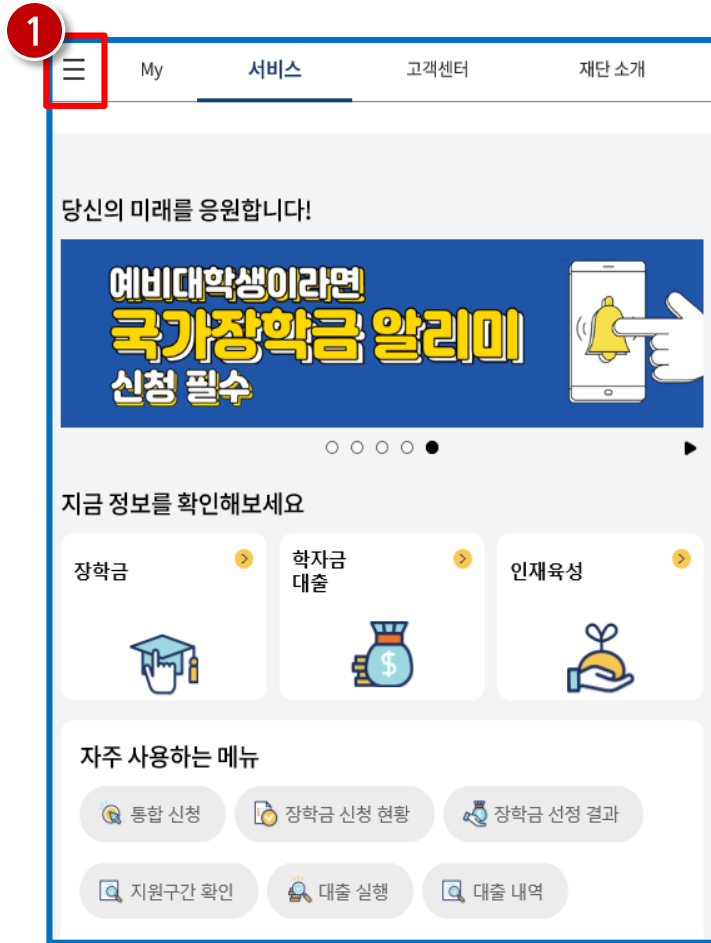 1
My 서비스 고객센터 재단 소개
당신의 미래를 응원합니다!
예비대학생이라면
국가장학금 알리미
신청 필수
지금 정보를 확인해보세요
장학금
학자금
대출
$
인재육성
자주 사용하는 메뉴
통합 신청 장학금 신청 현황 장학금 선정 결과
지원구간 확인 대출 실행 대출 내역